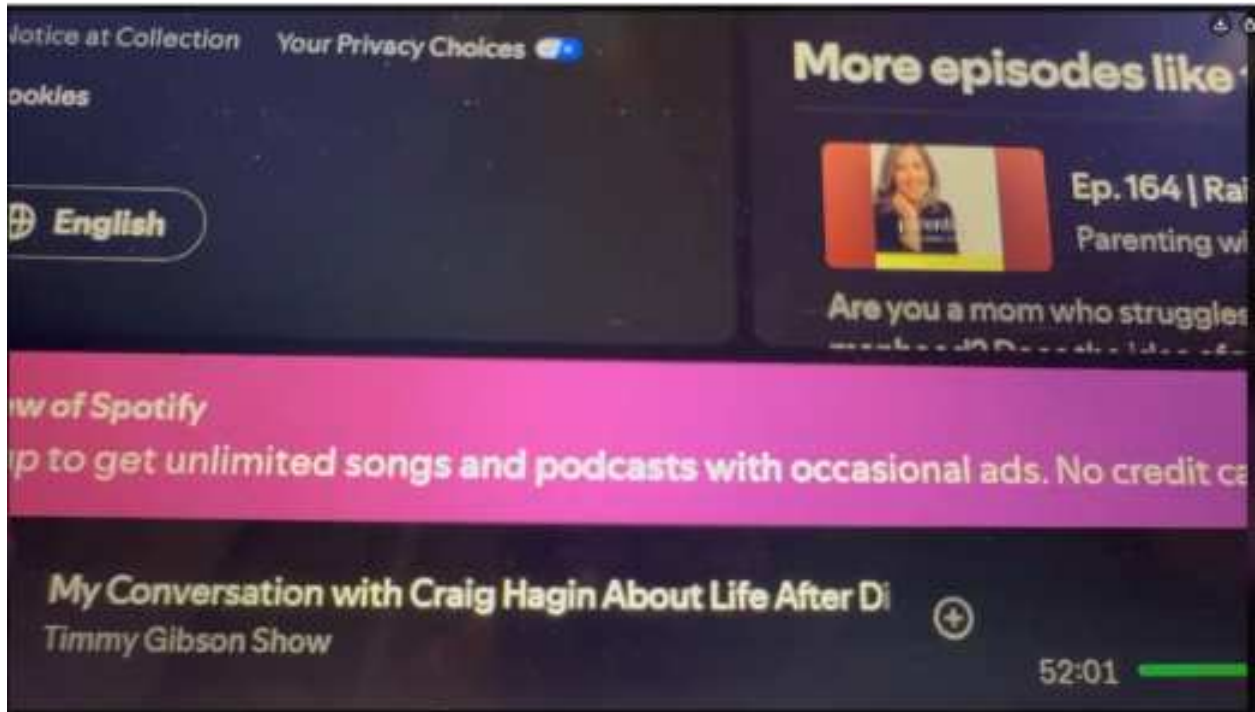 Notice at Collection Your Privacy Choices
ookies
English
More episodes like
Ep. 164 | Rai
Parenting wi
Are you a mom who struggles
w of Spotify
p to get unlimited songs and podcasts with occasional ads. No credit ca
My Conversation with Craig Hagin About Life After Di
Timmy Gibson Show
52:01